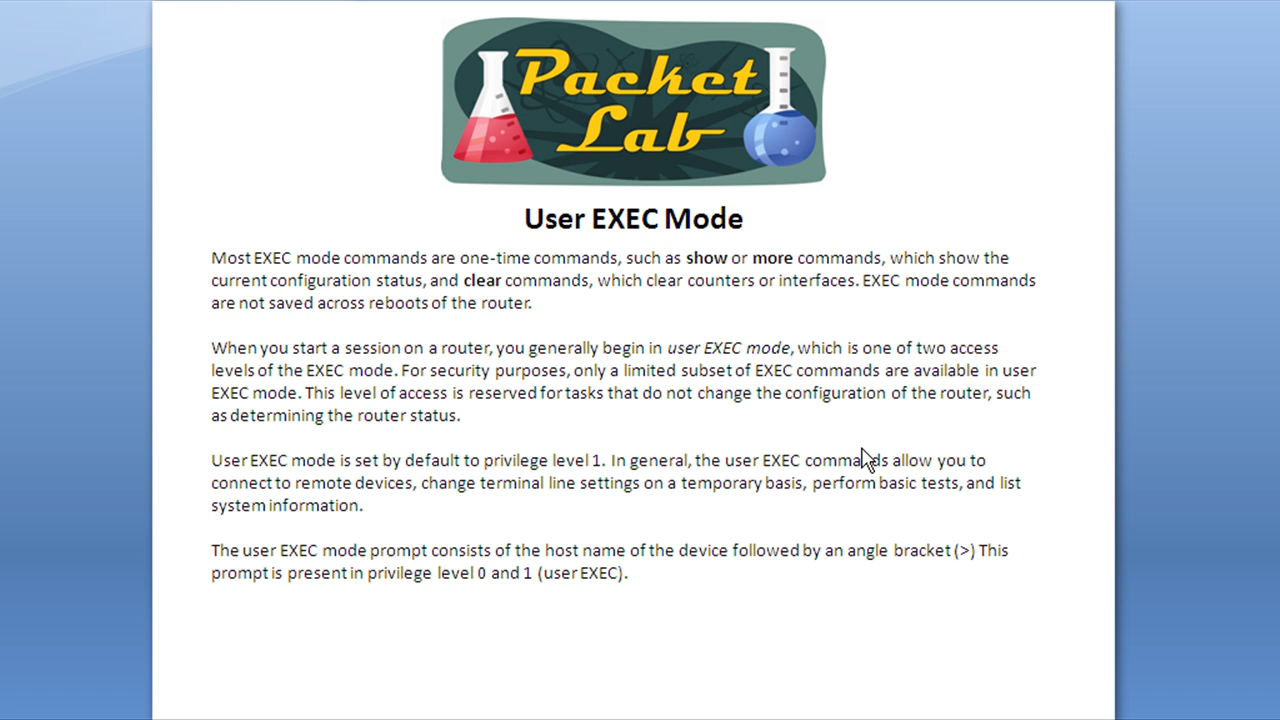 Packet
Lab
User EXEC Mode
Most EXEC mode commands are one-time commands, such as show or more commands, which show the
current configuration status, and clear commands, which clear counters or interfaces. EXEC mode commands
are not saved across reboots of the router.
When you start a session on a router, you generally begin in user EXEC mode, which is one of two access
levels of the EXEC mode. For security purposes, only a limited subset of EXEC commands are available in user
EXEC mode. This level of access is reserved for tasks that do not change the configuration of the router, such
as determining the router status.
User EXEC mode is set by default to privilege level 1. In general, the user EXEC commands allow you to
connect to remote devices, change terminal line settings on a temporary basis, perform basic tests, and list
system information.
The user EXEC mode prompt consists of the host name of the device followed by an angle bracket (>) This
prompt is present in privilege level 0 and 1 (user EXEC).